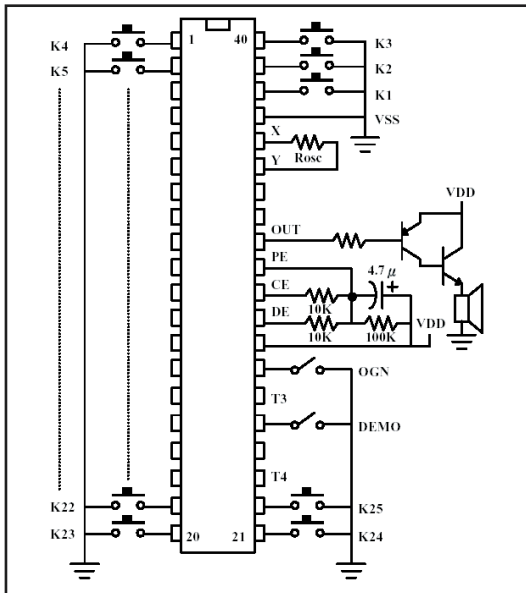 K4
1
40
K3
K5
K2
K1
VSS
X
Y
Rosc
VDD
OUT
PE
4.7 μ
+
CE
10K
DE
10K
100K
VDD
OGN
T3
DEMO
T4
K22
K25
K23
20
21
K24